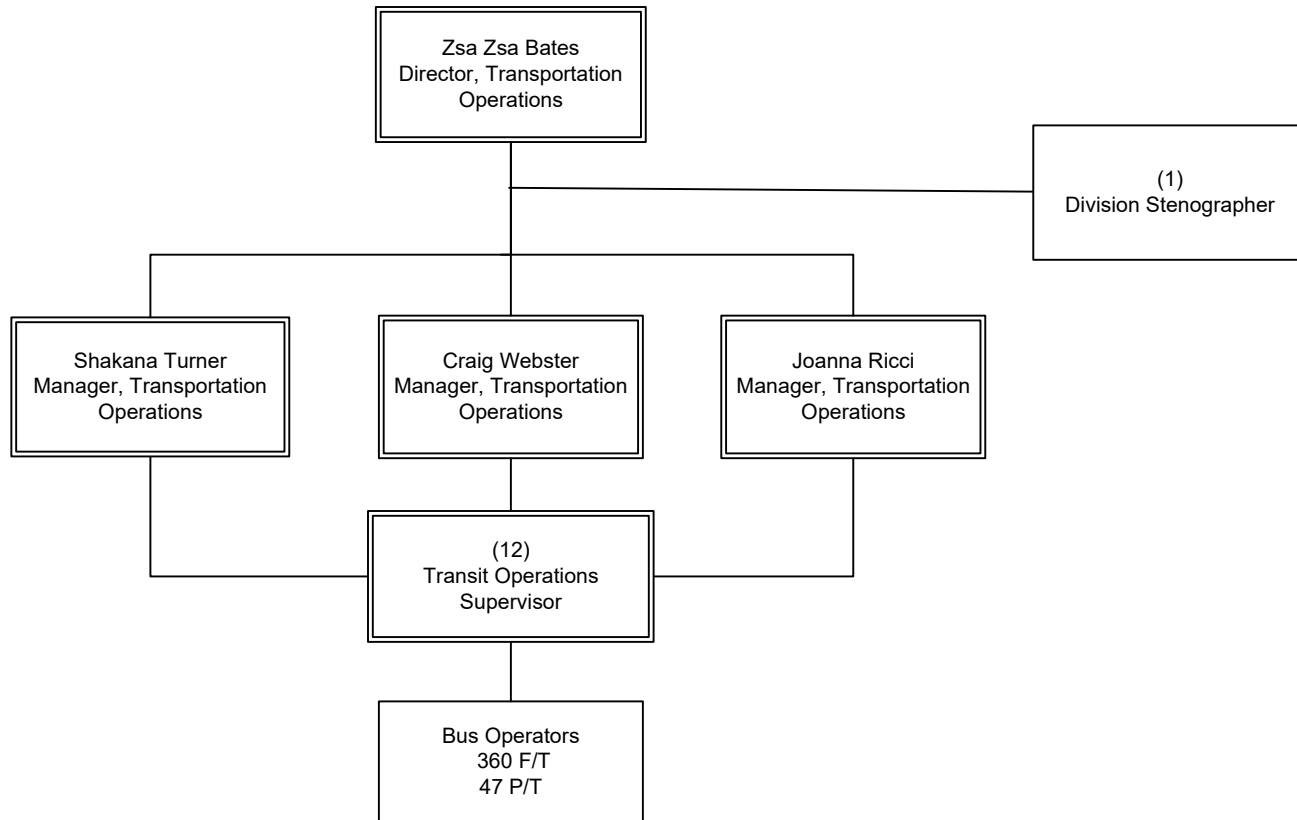 Zsa Zsa Bates
Director, Transportation
Operations
(1)
Division Stenographer
Shakana Turner
Manager, Transportation
Operations
Craig Webster
Manager, Transportation
Operations
Joanna Ricci
Manager, Transportation
Operations
(12)
Transit Operations
Supervisor
Bus Operators
360 F/T
47 P/T